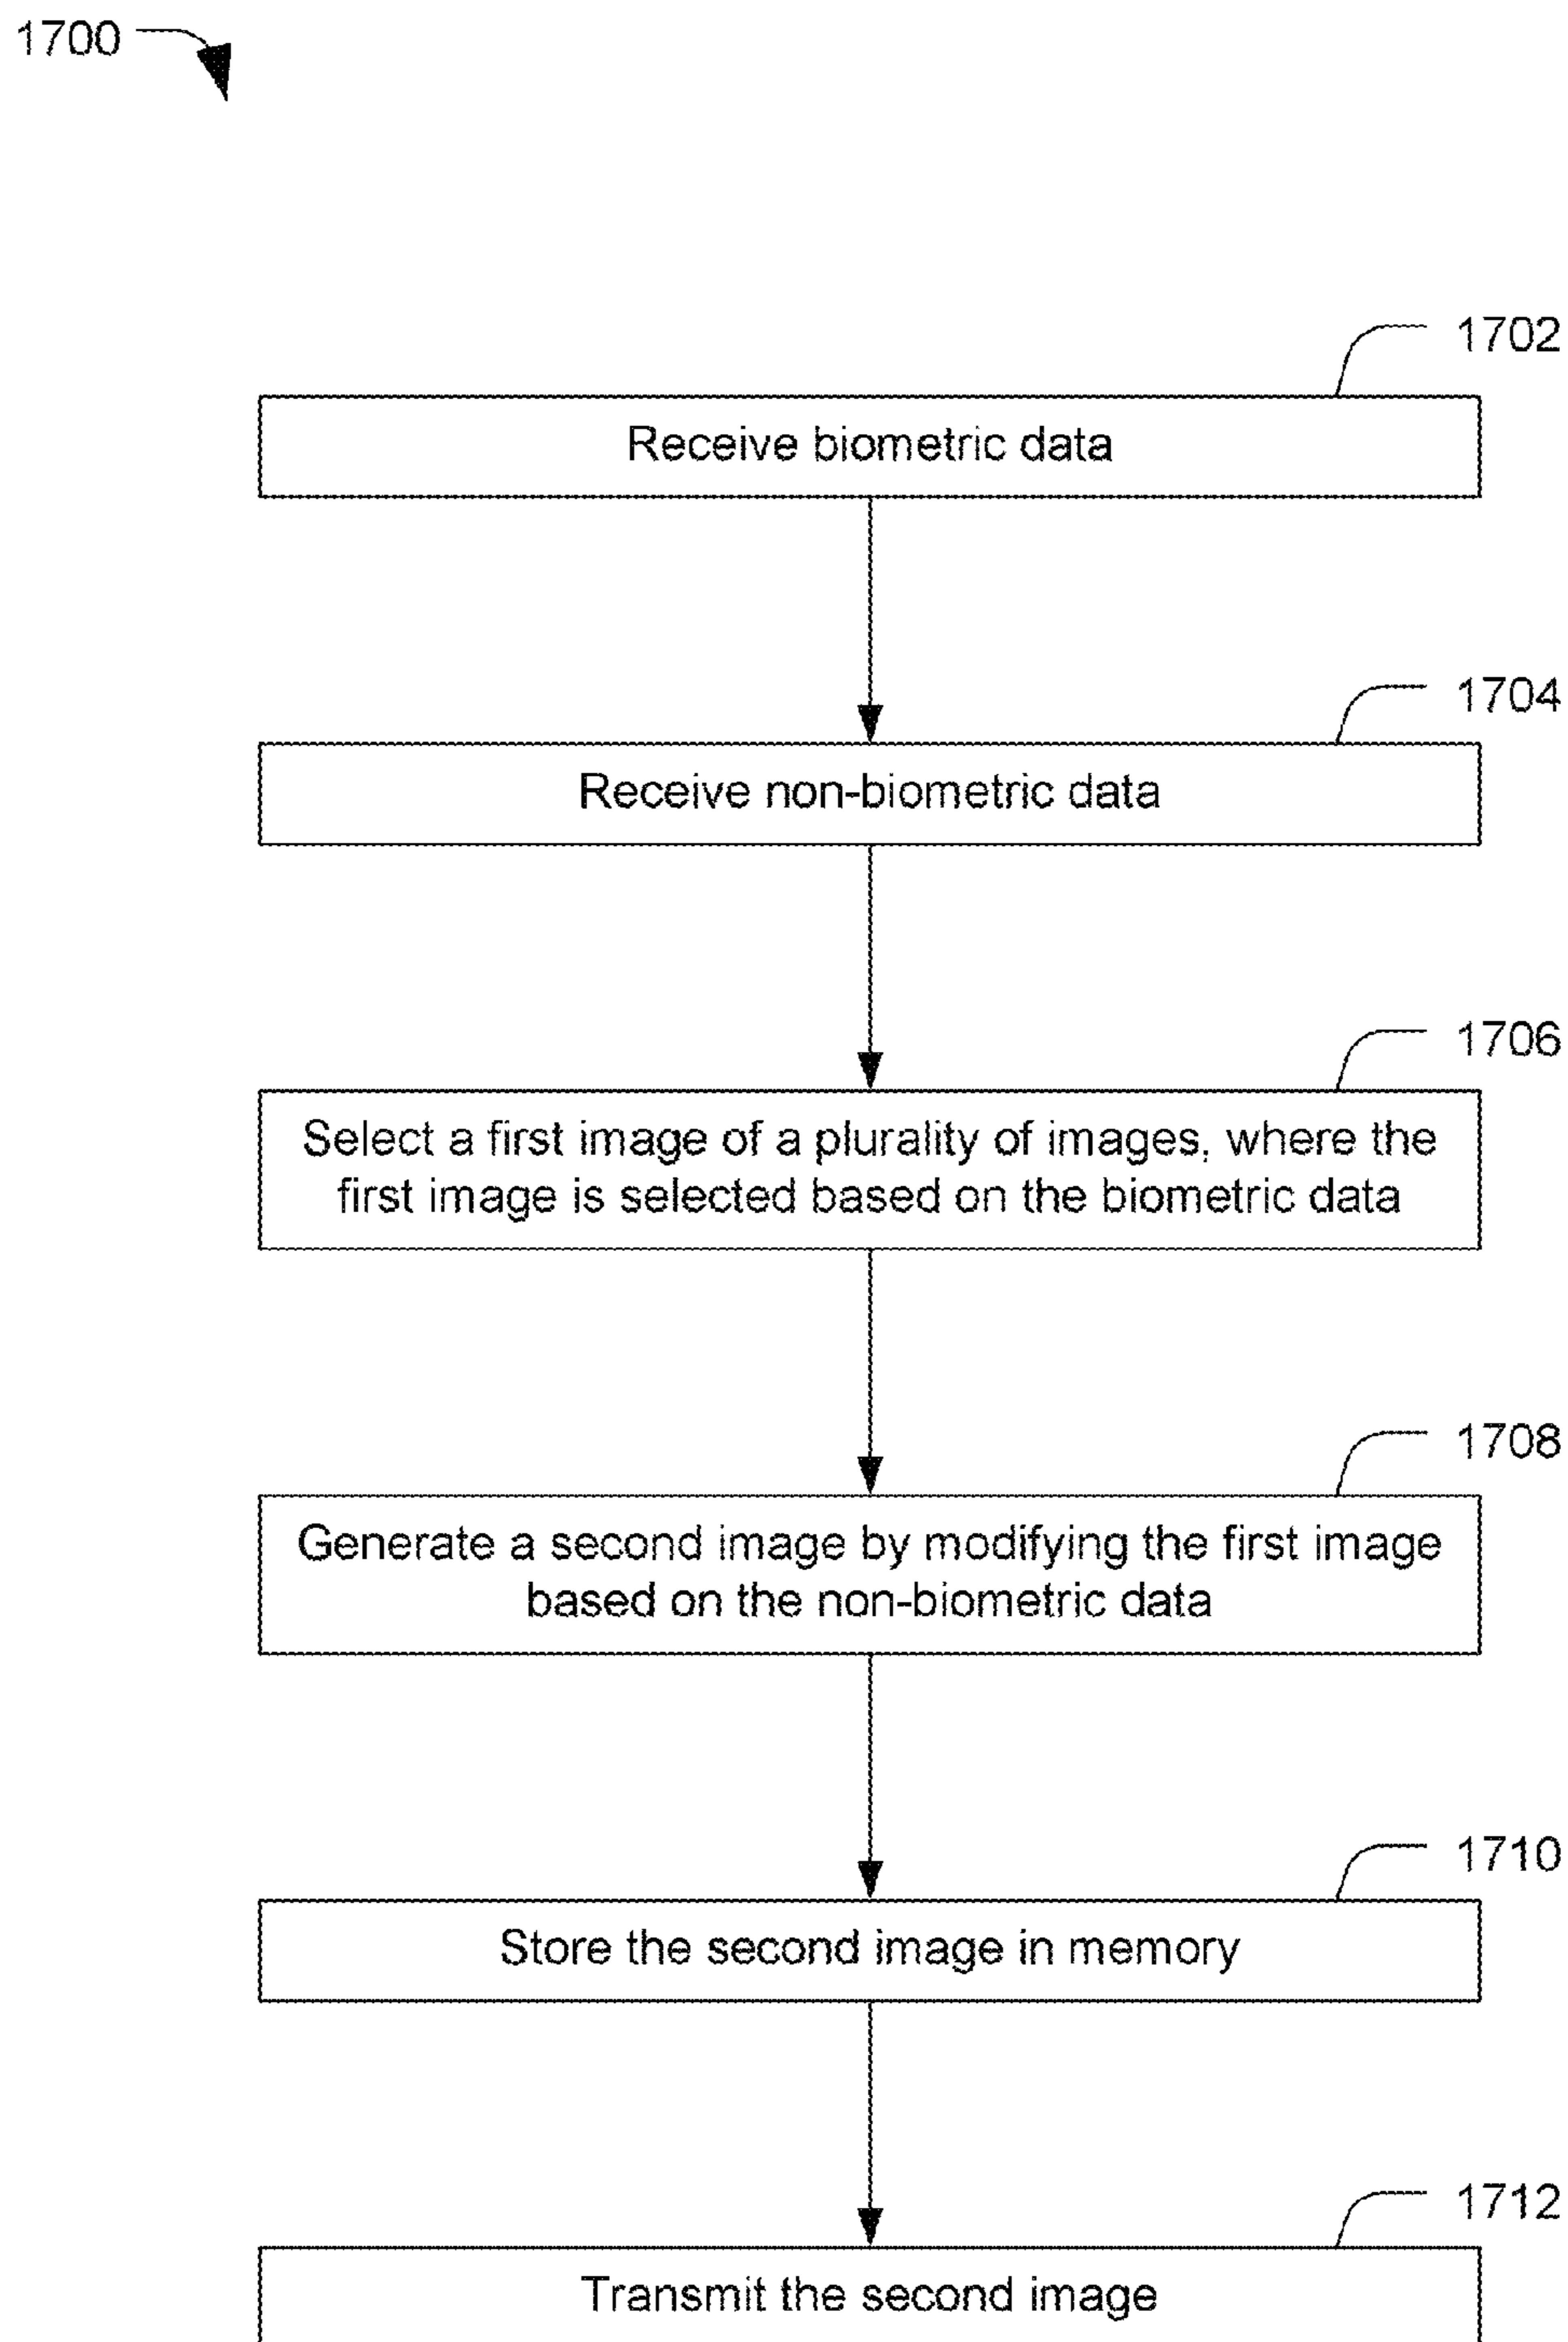 1700
1702
Receive biometric data
1704
Receive non-biometric data
1706
Select a first image of a plurality of images, where the
first image is selected based on the biometric data
1708
Generate a second image by modifying the first image
based on the non-biometric data
1710
Store the second image in memory
1712
Transmit the second image